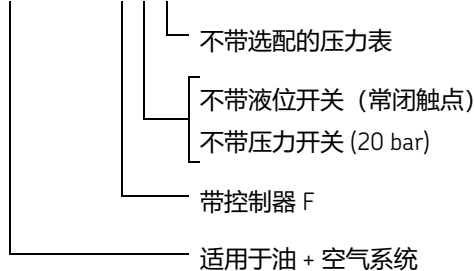 不带选配的压力表
不带液位开关（常闭触点）
不带压力开关 (20 bar)
带控制器 F
适用于油 + 空气系统